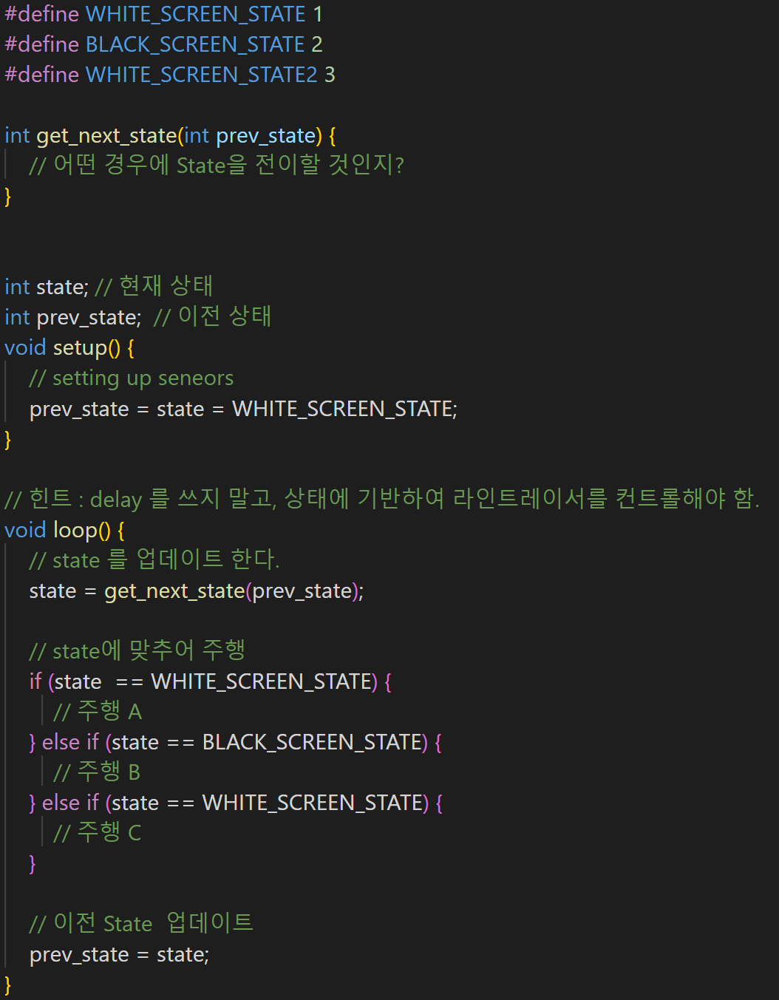 #define WHITE_SCREEN_STATE 1
#define BLACK_SCREEN_STATE 2
#define WHITE_SCREEN_STATE2 3
int get_next_state(int prev_state) {
// 어떤 경우에 State을 전이할 것인지?
}
int state; // 현재 상태
int prev_state;  // 이전 상태
void setup() {
// setting up seneors
prev_state = state = WHITE_SCREEN_STATE;
}
// 힌트 : delay 를 쓰지 말고, 상태에 기반하여 라인트레이서를 컨트롤해야 함.
void loop() {
// state 를 업데이트 한다.
state = get_next_state(prev_state);
// state에 맞추어 주행
if (state  == WHITE_SCREEN_STATE) {
// 주행 A
} else if (state == BLACK_SCREEN_STATE) {
// 주행 B
} else if (state == WHITE_SCREEN_STATE) {
// 주행 C
}
// 이전 State  업데이트
prev_state = state;
}